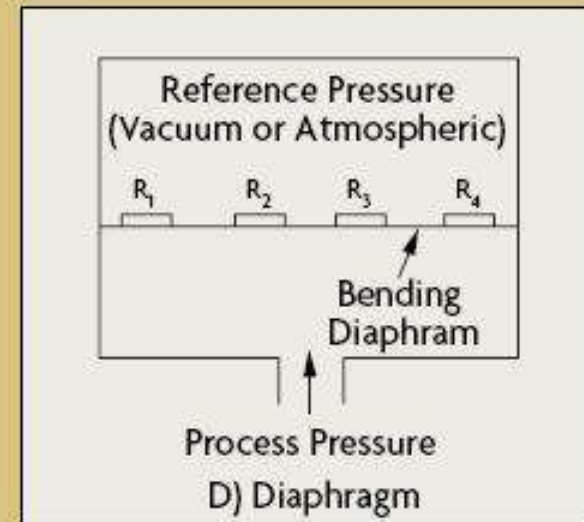 Reference Pressure
(Vacuum or Atmospheric)
R1 R2 R3 R4
Bending
Diaphram
Process Pressure
D) Diaphragm